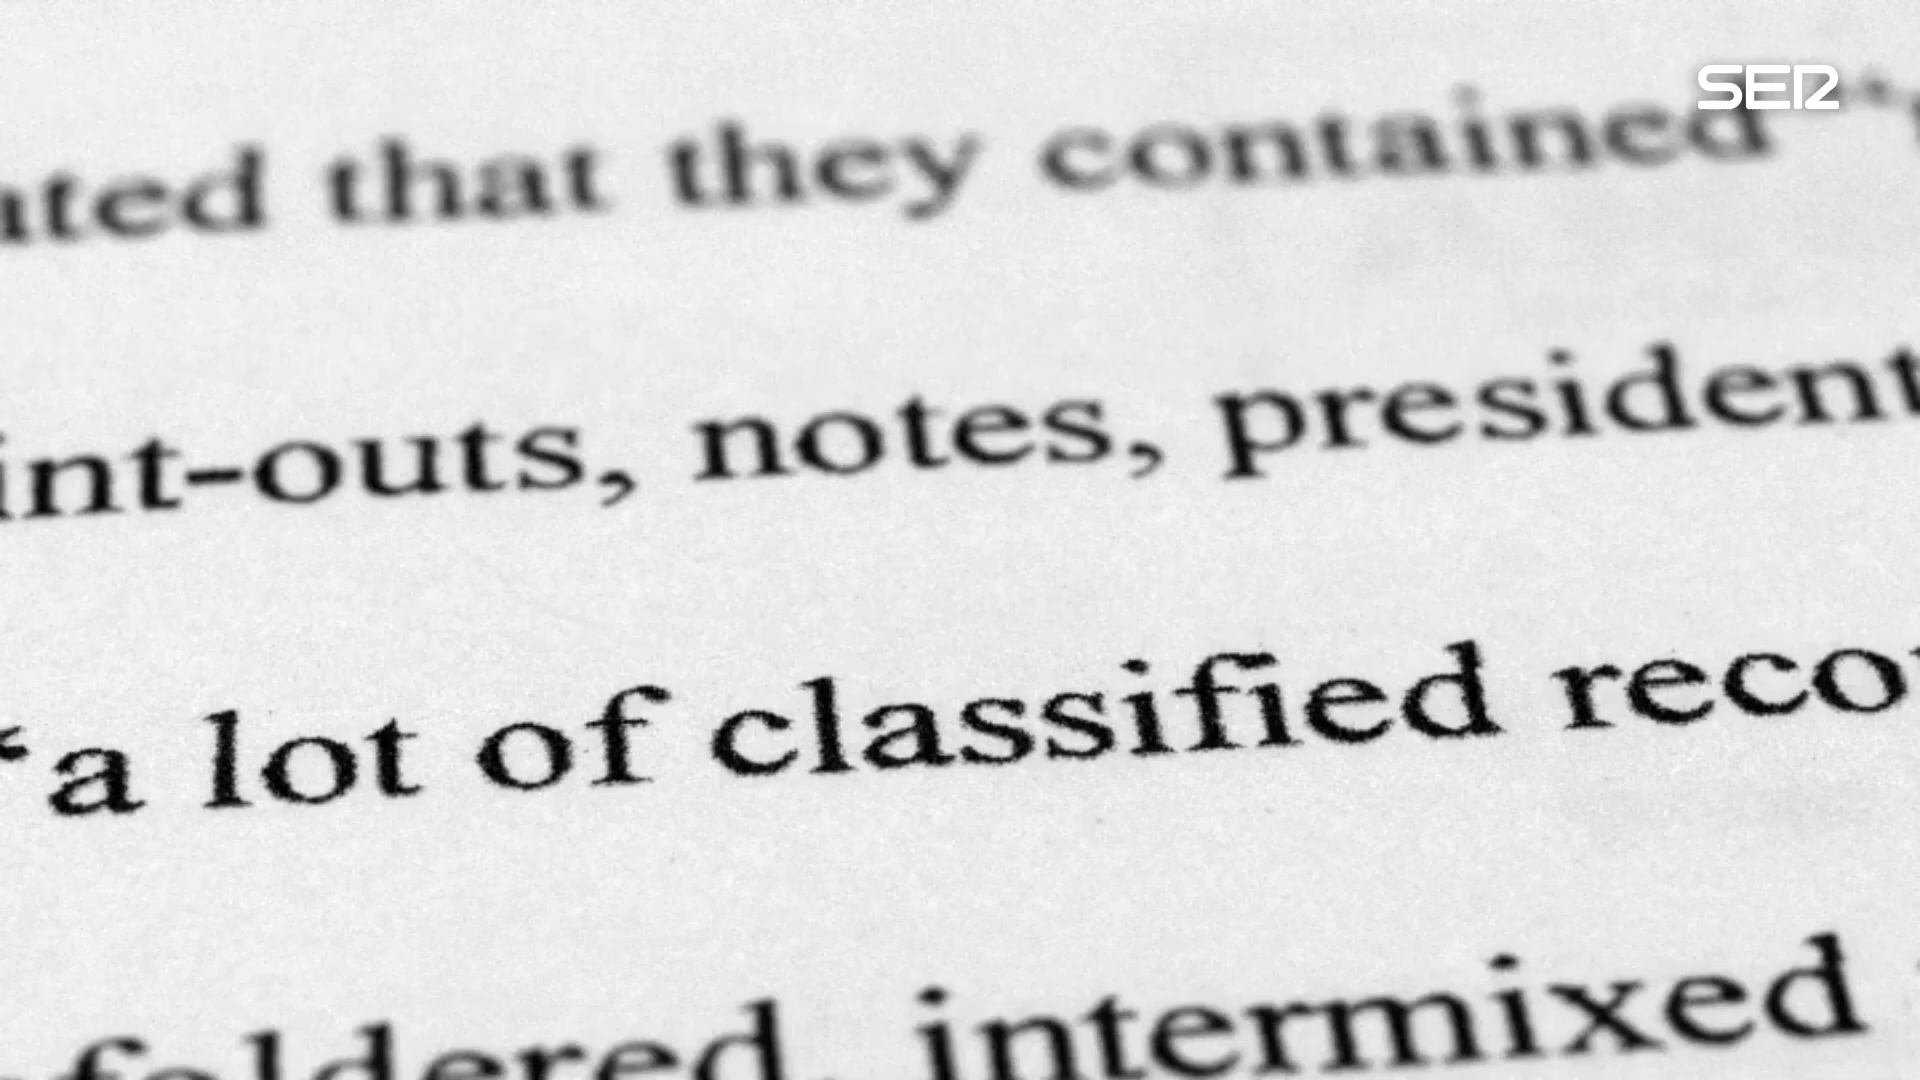 SER
ated that they contained "
int-outs, notes, president
"a lot of classified reco
foldered, intermixed